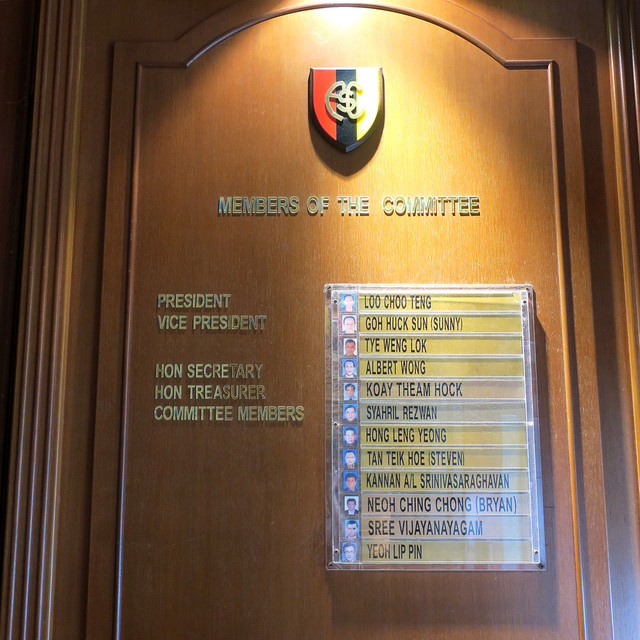 ESC
MEMBERS OF THE COMMITTEE
PRESIDENT LOO CHOO TENG
VICE PRESIDENT GOH HUCK SUN (SUNNY)
TYE WENG LOK
HON SECRETARY ALBERT WONG
HON TREASURER KOAY THEAM HOCK
COMMITTEE MEMBERS SYAHRIL REZWAN
HONG LENG YEONG
TAN TEIK HOE (STEVEN)
KANNAN A/L SRINIVASARAGHAVAN
NEOH CHING CHONG (BRYAN)
SREE VIJAYANAYAGAM
YEOH LIP PIN